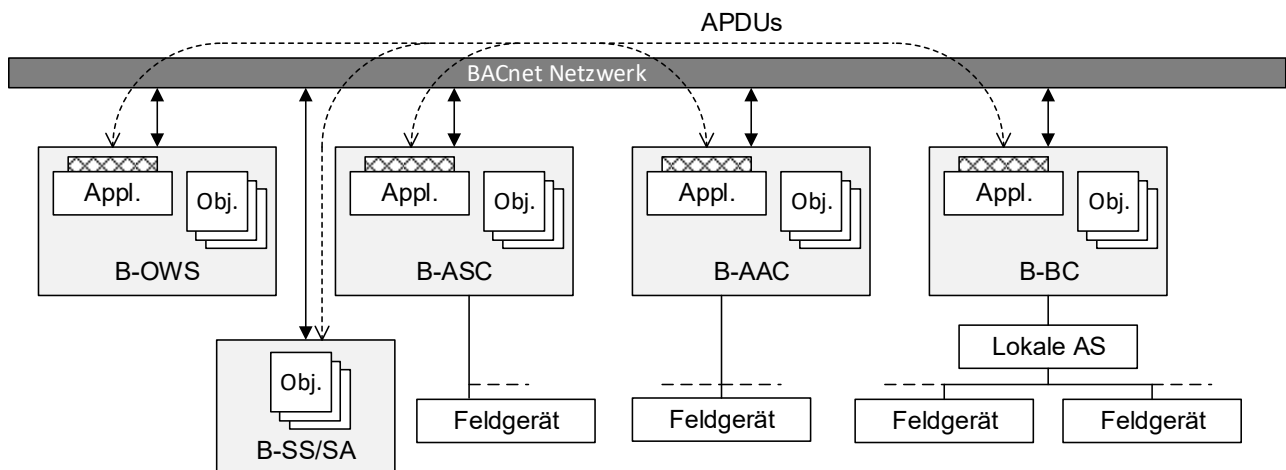 APDUs
BACnet Netzwerk
Appl.
Obj.
B-OWS
Appl.
Obj.
B-ASC
Appl.
Obj.
B-AAC
Appl.
Obj.
B-BC
Obj.
B-SS/SA
Feldgerät
Feldgerät
Lokale AS
Feldgerät
Feldgerät